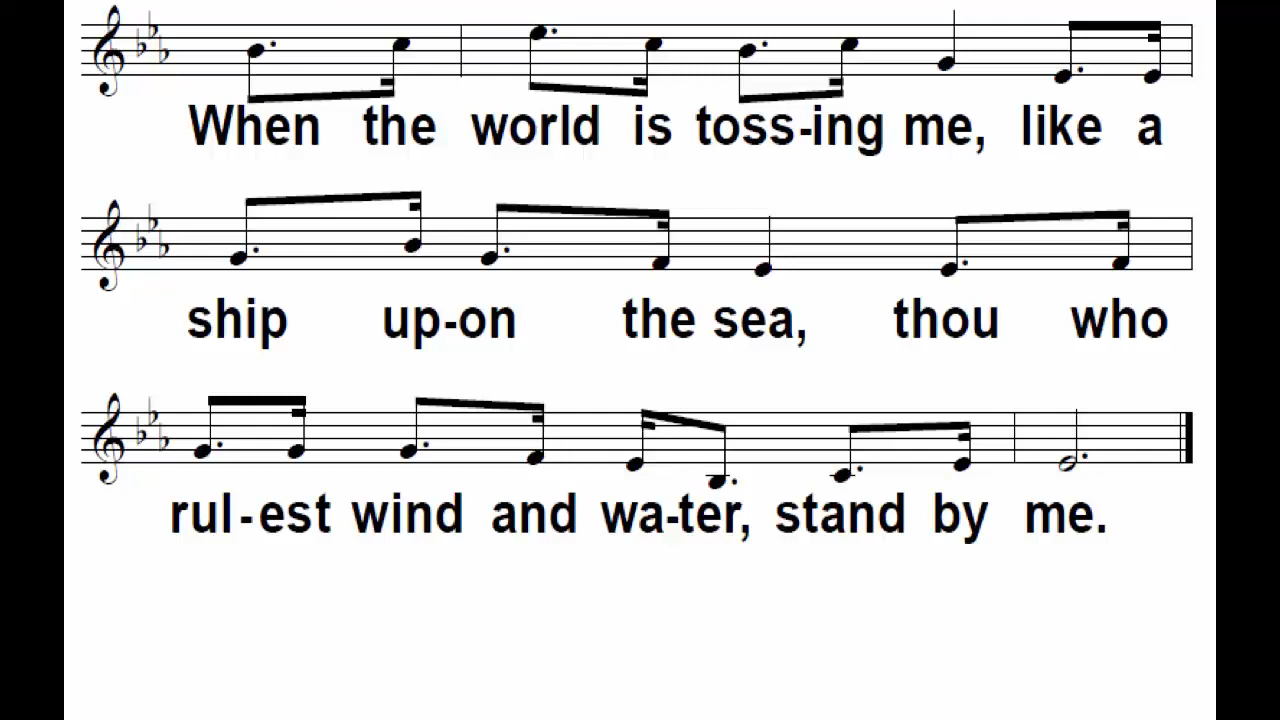 When the world is toss-ing me, like a
ship up-on the sea, thou who
rul-est wind and wa-ter, stand by me.